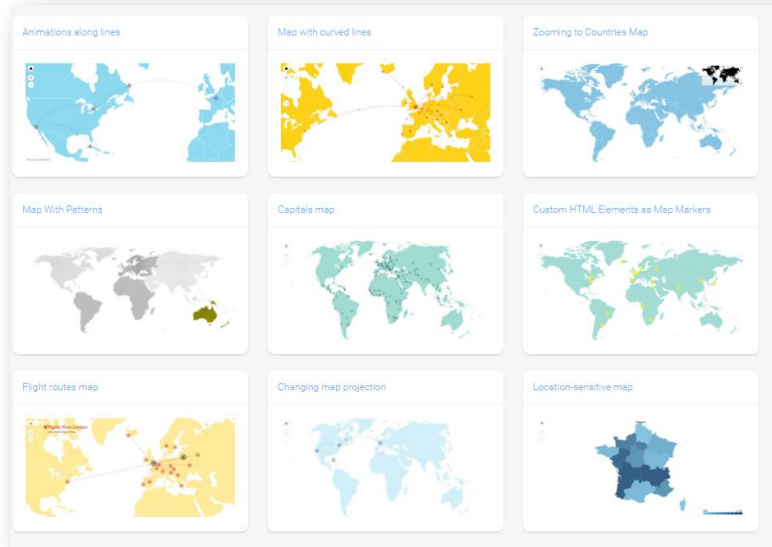 Animations along lines
Map with curved lines
Zooming to Countries Map
Map With Patterns
Capitals map
Custom HTML Elements as Map Markers
Flight routes map
Changing map projection
Location-sensitive map
Flights from London